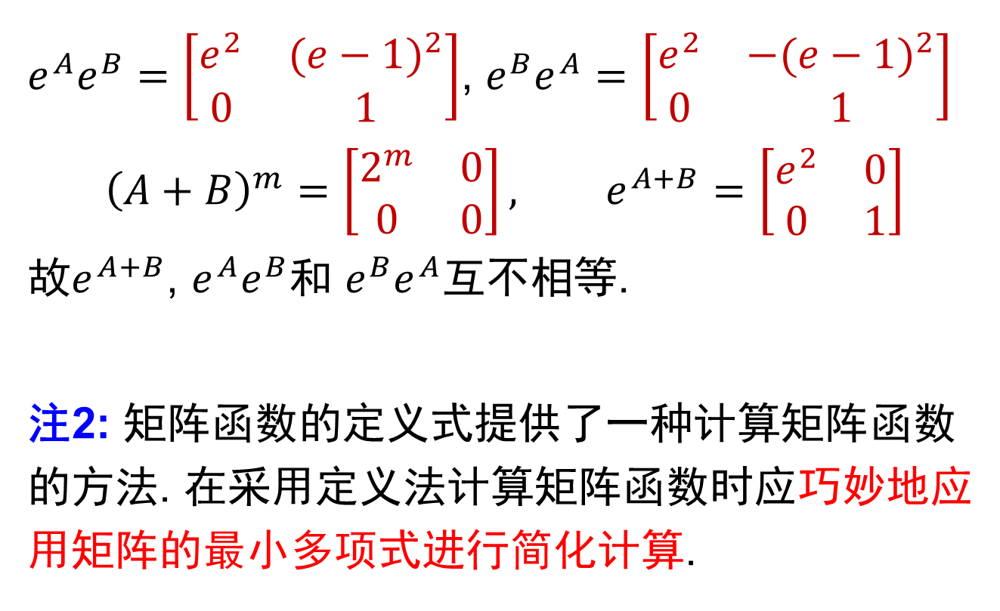 $e^A e^B = \begin{bmatrix} e^2 & (e-1)^2 \\ 0 & 1 \end{bmatrix}, e^B e^A = \begin{bmatrix} e^2 & -(e-1)^2 \\ 0 & 1 \end{bmatrix}$
$(A+B)^m = \begin{bmatrix} 2^m & 0 \\ 0 & 0 \end{bmatrix}, \quad e^{A+B} = \begin{bmatrix} e^2 & 0 \\ 0 & 1 \end{bmatrix}$
故$e^{A+B}$, $e^A e^B$和 $e^B e^A$互不相等.
注2: 矩阵函数的定义式提供了一种计算矩阵函数
的方法. 在采用定义法计算矩阵函数时应巧妙地应
用矩阵的最小多项式进行简化计算.